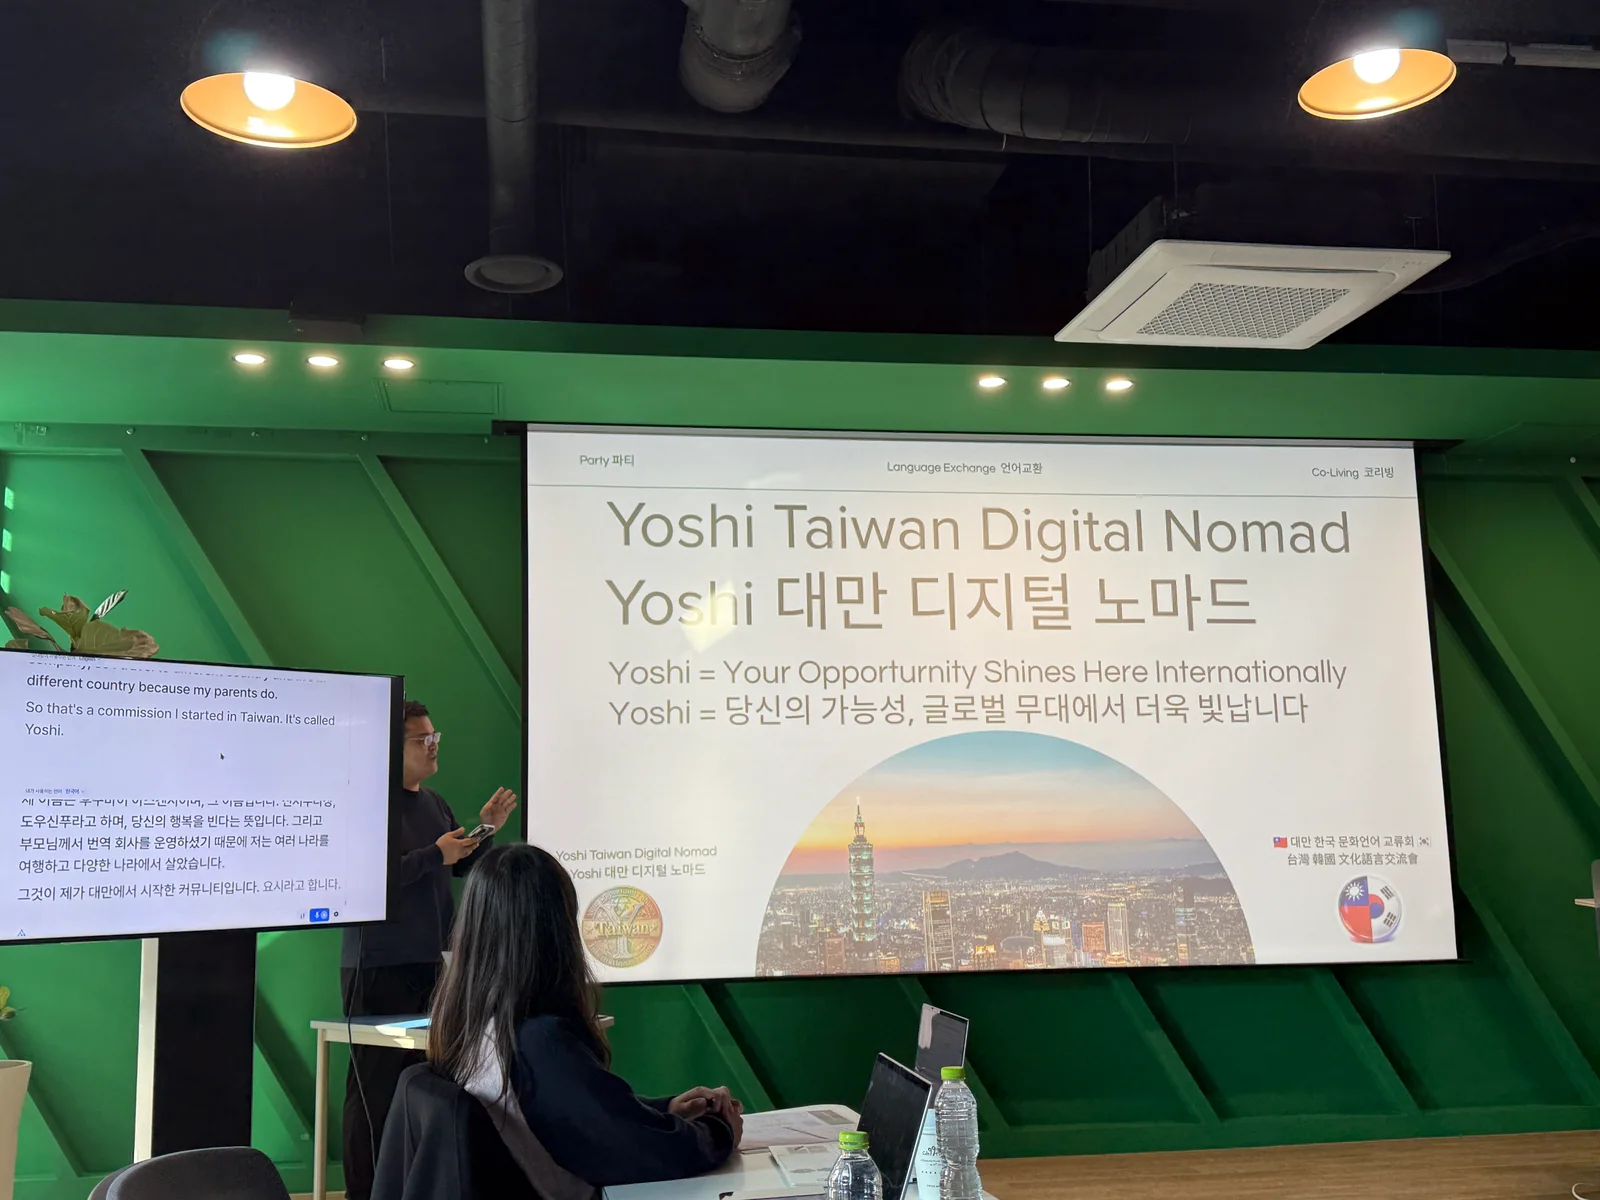 Party 파티
Language Exchange 언어교환
Co-Living 코리빙
Yoshi Taiwan Digital Nomad
Yoshi 대만 디지털 노마드
Yoshi = Your Opporturnity Shines Here Internationally
Yoshi = 당신의 가능성, 글로벌 무대에서 더욱 빛납니다
Yoshi Taiwan Digital Nomad
Yoshi 대만 디지털 노마드
Taiwan
🇹🇼 대만 한국 문화언어 교류회 🇰🇷
台灣 韓國 文化語言交流會
different country because my parents do.
So that's a commission I started in Taiwan. It's called
Yoshi.
한국어
도우신푸라고 하며, 당신의 행복을 빈다는 뜻입니다. 그리고
부모님께서 번역 회사를 운영하셨기 때문에 저는 여러 나라를
여행하고 다양한 나라에서 살았습니다.
그것이 제가 대만에서 시작한 커뮤니티입니다. 요시라고 합니다.